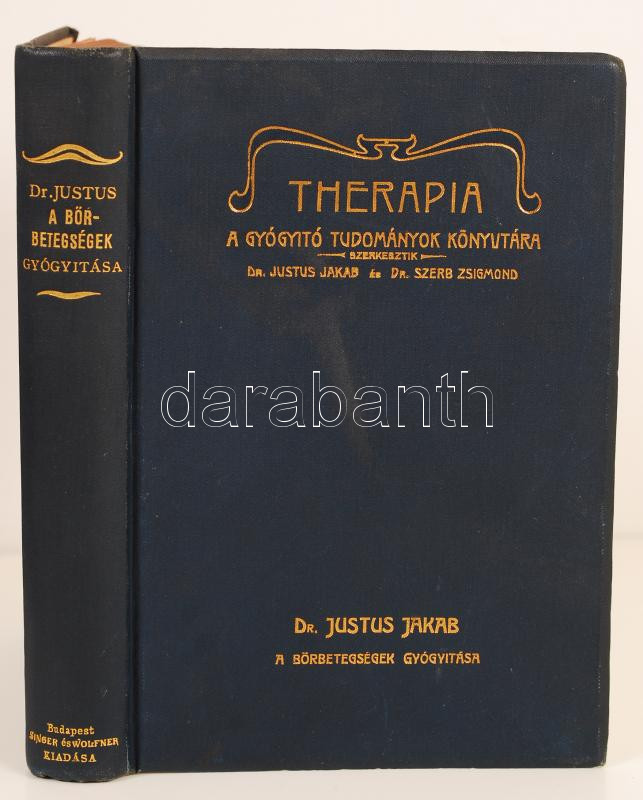 Dr. JUSTUS
A BŐR-
BETEGSÉGEK
GYÓGYITÁSA
Budapest
SINGER ÉS WOLFNER
KIADÁSA
THERAPIA
A GYÓGYITÓ TUDOMÁNYOK KÖNYVTÁRA
SZERKESZTIK
DR. JUSTUS JAKAB ÉS DR. SZERB ZSIGMOND
darabanth
DR. JUSTUS JAKAB
A BŐRBETEGSÉGEK GYÓGYITÁSA